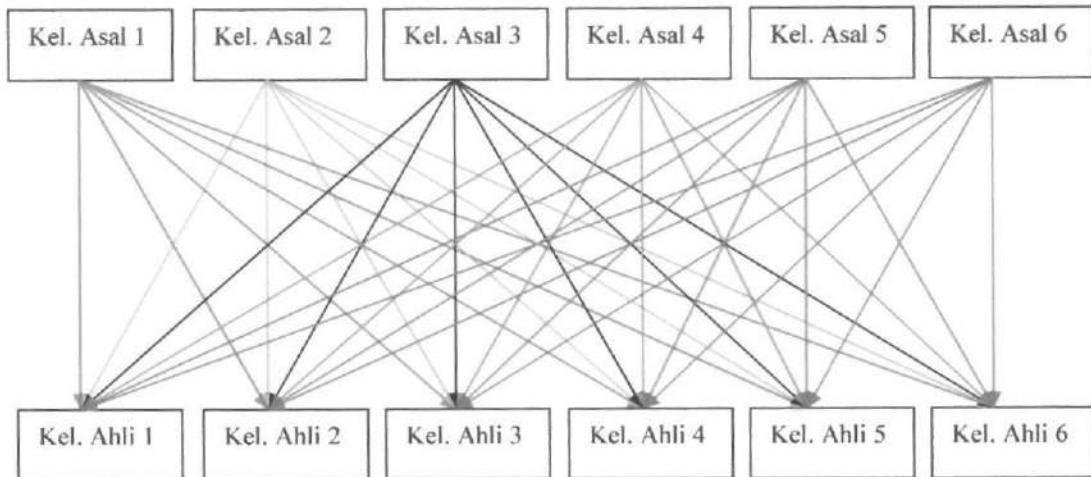 Kel. Asal 1
Kel. Asal 2
Kel. Asal 3
Kel. Asal 4
Kel. Asal 5
Kel. Asal 6
Kel. Ahli 1
Kel. Ahli 2
Kel. Ahli 3
Kel. Ahli 4
Kel. Ahli 5
Kel. Ahli 6